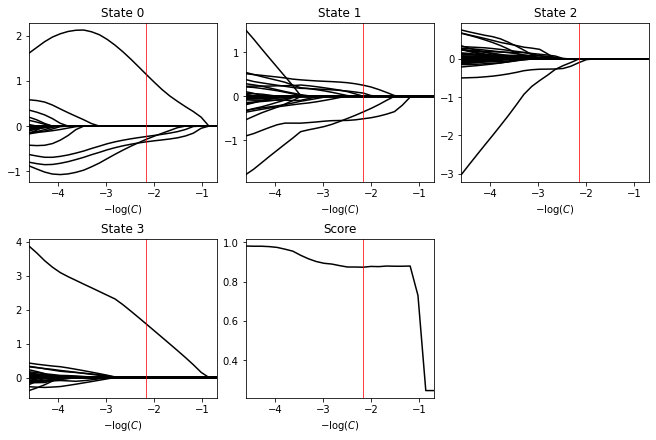 State 0
State 1
State 2
2
1
0
−1
1
0
−1
0
−1
−2
−3
−4 −3 −2 −1
−4 −3 −2 −1
−4 −3 −2 −1
−log(C)
−log(C)
−log(C)
State 3
Score
4
3
2
1
0
1.0
0.8
0.6
0.4
−4 −3 −2 −1
−4 −3 −2 −1
−log(C)
−log(C)